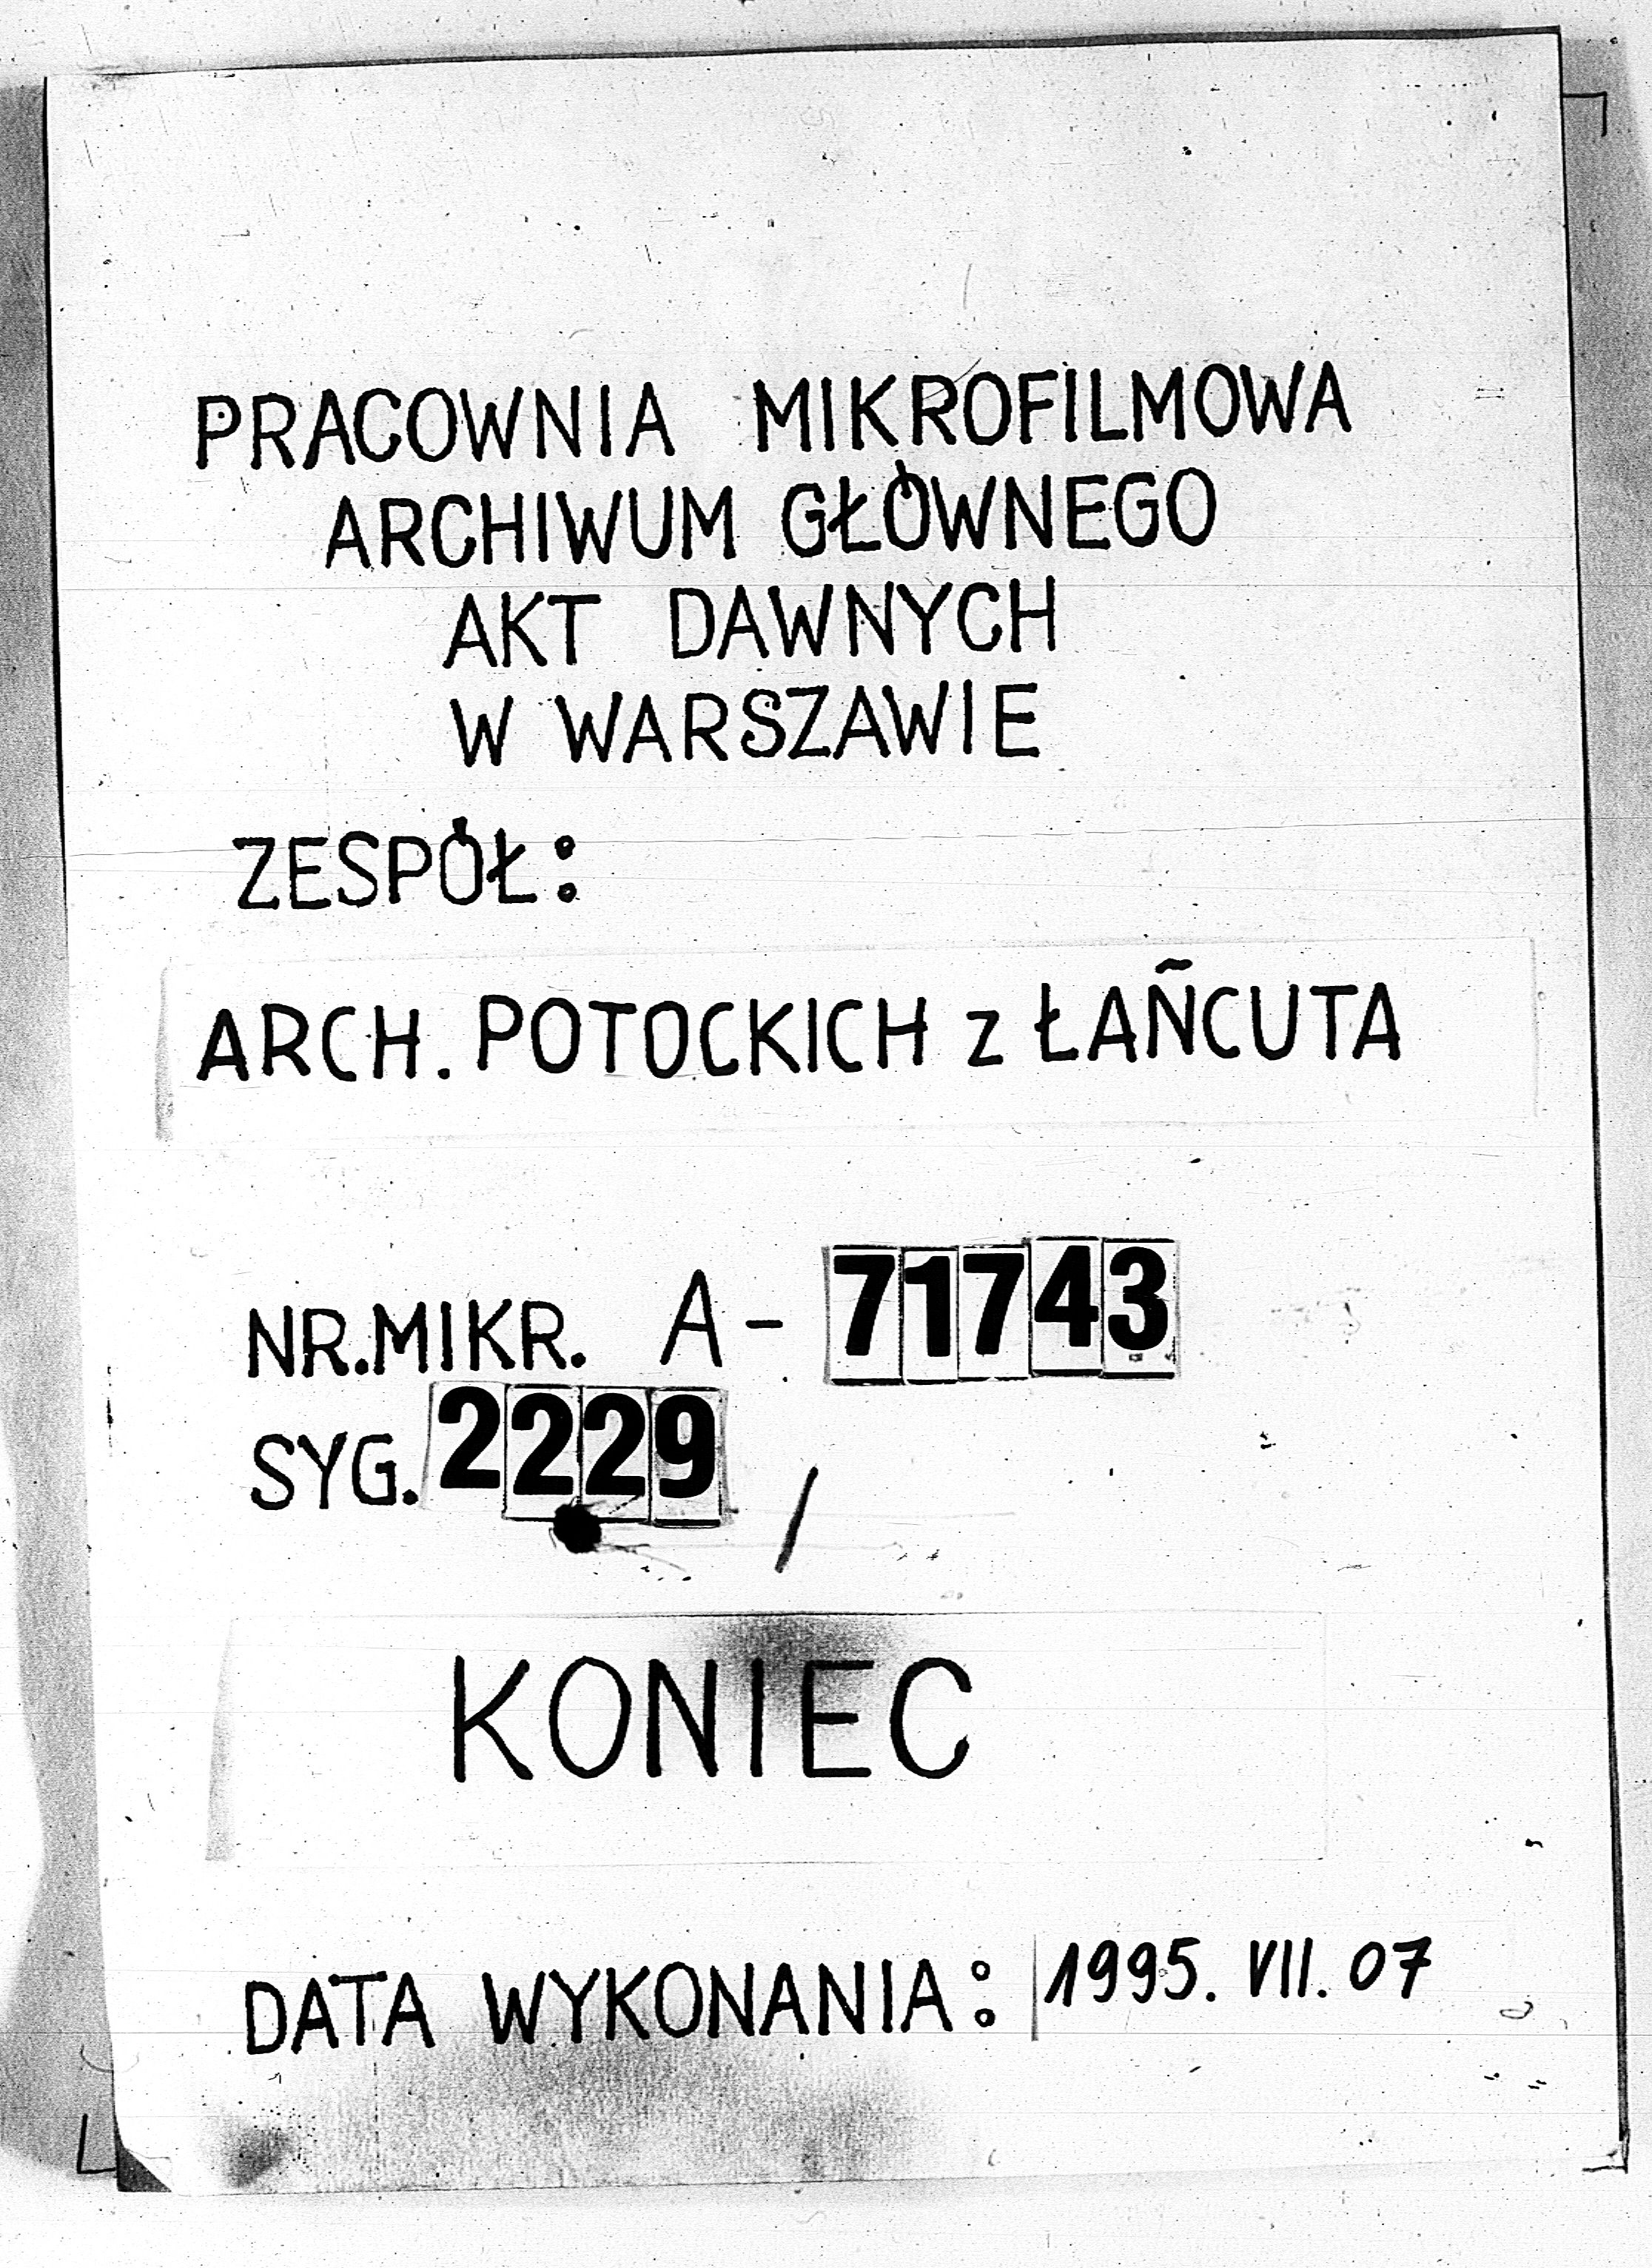 PRACOWNIA MIKROFILMOWA
ARCHIWUM GŁÓWNEGO
AKT DAWNYCH
W WARSZAWIE
ZESPÓŁ:
ARCH. POTOCKICH z ŁAŃCUTA
NR.MIKR. A-71743
SYG. 2229 /
KONIEC
DATA WYKONANIA: 1995. VII. 07